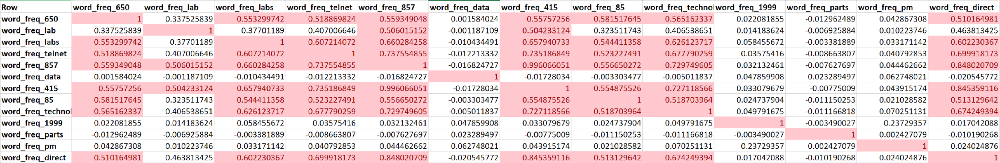 Row word_freq_650 word_freq_lab word_freq_labs word_freq_telnet word_freq_857 word_freq_data word_freq_415 word_freq_85 word_freq_technol word_freq_1999 word_freq_parts word_freq_pm word_freq_direct
word_freq_650 1 0.337525839 0.553299742 0.518869824 0.559349048 0.001584024 0.55757256 0.581517645 0.565162337 0.022081855 -0.012962489 0.042867308 0.510164981
word_freq_lab 0.337525839 1 0.37701189 0.407006646 0.506015152 -0.001187109 0.504233124 0.323511743 0.406538651 0.014183624 -0.006925884 0.010223746 0.463813425
word_freq_labs 0.553299742 0.37701189 1 0.607214072 0.660284258 -0.010434491 0.657940733 0.544411358 0.626123717 0.058455672 -0.003381889 0.033171142 0.602230367
word_freq_telnet 0.518869824 0.407006646 0.607214072 1 0.737554855 -0.012213332 0.735186849 0.523227491 0.677790259 0.03575416 -0.008663807 0.040792853 0.699918173
word_freq_857 0.559349048 0.506015152 0.660284258 0.737554855 1 -0.016824727 0.996066051 0.556650272 0.729749605 0.032132461 -0.007627697 0.044462662 0.848020709
word_freq_data 0.001584024 -0.001187109 -0.010434491 -0.012213332 -0.016824727 1 -0.01728034 -0.003303477 -0.005011837 0.047859908 0.023289497 0.062748021 -0.020545772
word_freq_415 0.55757256 0.504233124 0.657940733 0.735186849 0.996066051 -0.01728034 1 0.554875526 0.727118566 0.033079679 -0.00775009 0.043915174 0.845359116
word_freq_85 0.581517645 0.323511743 0.544411358 0.523227491 0.556650272 -0.003303477 0.554875526 1 0.518703964 0.024737904 -0.011150253 0.021028582 0.513129642
word_freq_technol 0.565162337 0.406538651 0.626123717 0.677790259 0.729749605 -0.005011837 0.727118566 0.518703964 1 0.049791675 -0.011166818 0.070251131 0.674249394
word_freq_1999 0.022081855 0.014183624 0.058455672 0.03575416 0.032132461 0.047859908 0.033079679 0.024737904 0.049791675 1 -0.003490027 0.23729357 0.017042088
word_freq_parts -0.012962489 -0.006925884 -0.003381889 -0.008663807 -0.007627697 0.023289497 -0.00775009 -0.011150253 -0.011166818 -0.003490027 1 0.002427079 -0.010190268
word_freq_pm 0.042867308 0.010223746 0.033171142 0.040792853 0.044462662 0.062748021 0.043915174 0.021028582 0.070251131 0.23729357 0.002427079 1 0.024024876
word_freq_direct 0.510164981 0.463813425 0.602230367 0.699918173 0.848020709 -0.020545772 0.845359116 0.513129642 0.674249394 0.017042088 -0.010190268 0.024024876 1